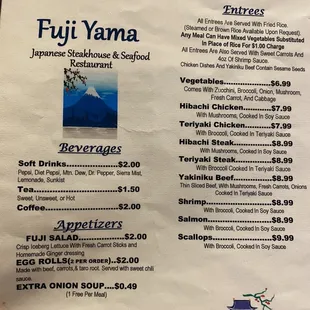 Fuji Yama
Japanese Steakhouse & Seafood
Restaurant
Beverages
Soft Drinks....................$2.00
Pepsi, Diet Pepsi, Mtn. Dew, Dr. Pepper, Sierra Mist,
Lemonade, Sunkist
Tea..............................$1.50
Sweet, Unsweet, or Hot
Coffee..........................$2.00
Appetizers
FUJI SALAD..................$2.00
Crisp Iceberg Lettuce With Fresh Carrot Sticks and
Homemade Ginger dressing
EGG ROLLS(2 PER ORDER)..$2.00
Made with beef, carrots,& taro root. Served with sweet chili
sauce.
EXTRA ONION SOUP....$0.49
(1 Free Per Meal)
Entrees
All Entrees Are Served With Fried Rice.
(Steamed or Brown Rice Available Upon Request).
Any Meal Can Have Mixed Vegetables Substituted
In Place of Rice For $1.00 Charge
All Entrees Are Also Served With Sweet Carrots And
4oz Of Shrimp Sauce.
Chicken Dishes And Yakiniku Beef Contain Sesame Seeds
Vegetables......................$6.99
Comes With Zucchini, Broccoli, Onion, Mushroom,
Fresh Carrot, And Cabbage
Hibachi Chicken..............$7.99
With Mushrooms, Cooked In Soy Sauce
Teriyaki Chicken..............$7.99
With Broccoli, Cooked In Teriyaki Sauce
Hibachi Steak..................$8.99
With Mushrooms, Cooked In Soy Sauce
Teriyaki Steak..................$8.99
With Broccoli Cooked In Teriyaki Sauce
Yakiniku Beef..................$8.99
Thin Sliced Beef, With Mushrooms, Fresh Carrots, Onions
Cooked In Teriyaki Sauce
Shrimp..........................$8.99
With Broccoli, Cooked In Soy Sauce
Salmon..........................$8.99
With Broccoli, Cooked In Soy Sauce
Scallops.........................$9.99
With Broccoli, Cooked In Soy Sauce